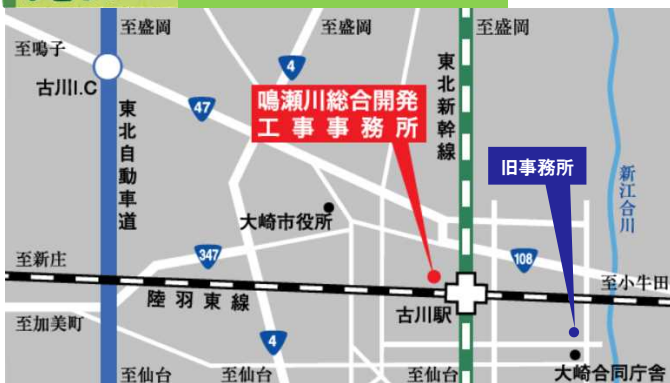 至盛岡
至盛岡
至盛岡
至鳴子
4
古川I.C
47
鳴瀬川総合開発
工事事務所
東北新幹線
旧事務所
東北自動車道
新江合川
大崎市役所
至新庄
347
108
至小牛田
陸羽東線
古川駅
至加美町
4
至仙台
至仙台
至仙台
大崎合同庁舎